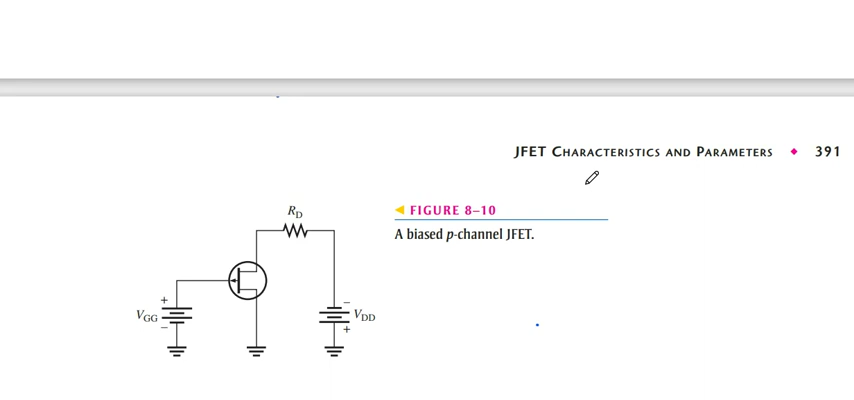 JFET CHARACTERISTICS AND PARAMETERS ◆ 391
◄ FIGURE 8–10
A biased p-channel JFET.
RD
+
VGG
–
–
VDD
+